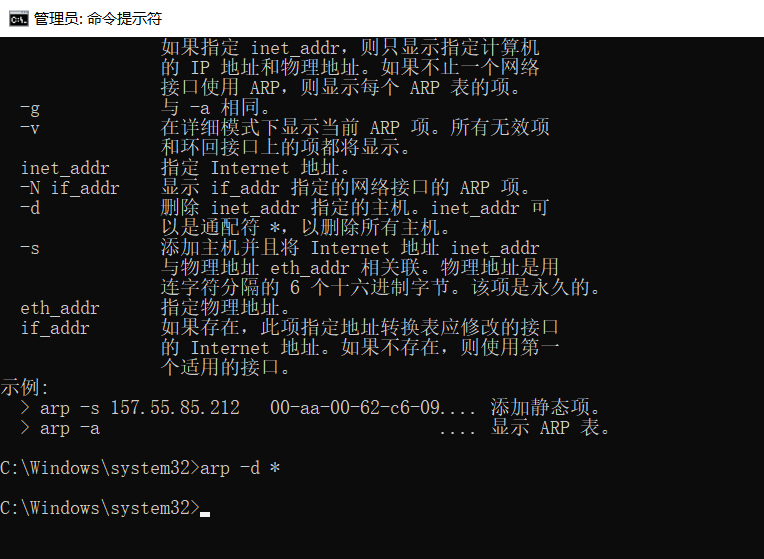 管理员: 命令提示符
如果指定 inet_addr，则只显示指定计算机
的 IP 地址和物理地址。如果不止一个网络
接口使用 ARP，则显示每个 ARP 表的项。
-g 与 -a 相同。
-v 在详细模式下显示当前 ARP 项。所有无效项
和环回接口上的项都将显示。
inet_addr 指定 Internet 地址。
-N if_addr 显示 if_addr 指定的网络接口的 ARP 项。
-d 删除 inet_addr 指定的主机。inet_addr 可
以是通配符 *，以删除所有主机。
-s 添加主机并且将 Internet 地址 inet_addr
与物理地址 eth_addr 相关联。物理地址是用
连字符分隔的 6 个十六进制字节。该项是永久的。
eth_addr 指定物理地址。
if_addr 如果存在，此项指定地址转换表应修改的接口
的 Internet 地址。如果不存在，则使用第一
个适用的接口。
示例:
> arp -s 157.55.85.212 00-aa-00-62-c6-09.... 添加静态项。
> arp -a .... 显示 ARP 表。
C:\Windows\system32>arp -d *
C:\Windows\system32>